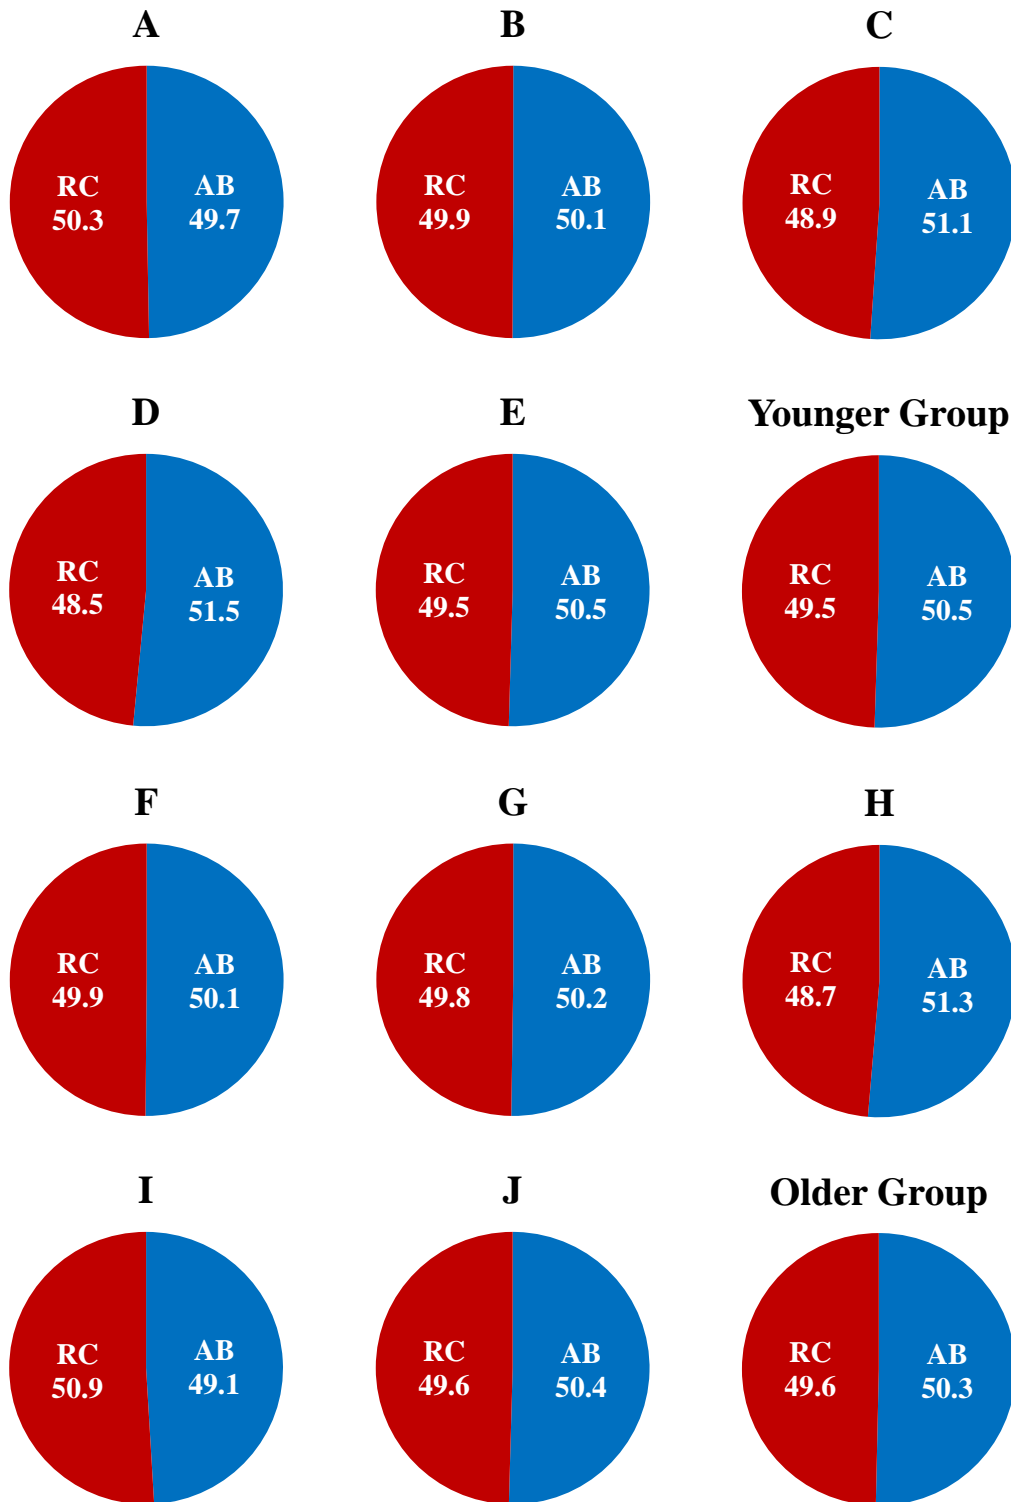 A
RC
50.3
AB
49.7
B
RC
49.9
AB
50.1
C
RC
48.9
AB
51.1
D
RC
48.5
AB
51.5
E
RC
49.5
AB
50.5
Younger Group
RC
49.5
AB
50.5
F
RC
49.9
AB
50.1
G
RC
49.8
AB
50.2
H
RC
48.7
AB
51.3
I
RC
50.9
AB
49.1
J
RC
49.6
AB
50.4
Older Group
RC
49.6
AB
50.3